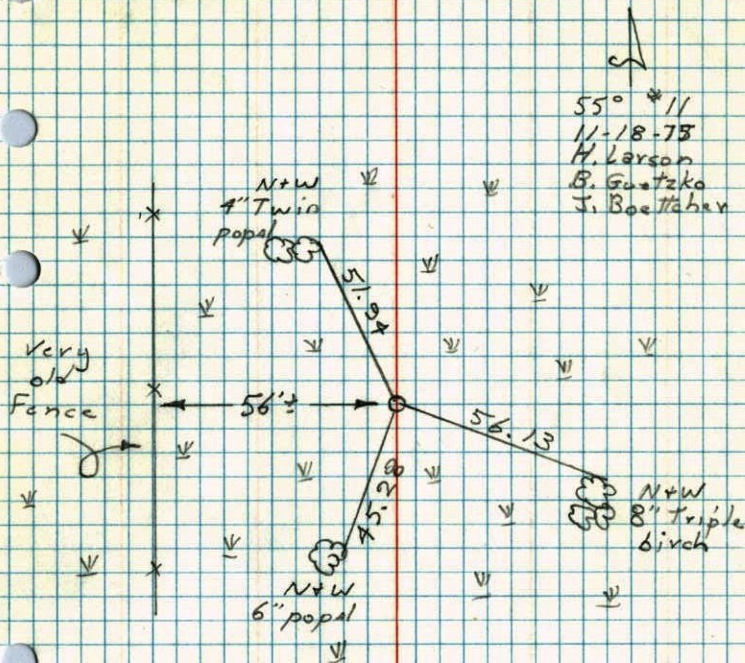 55° #11
11-18-75
H. Larson
B. Goetzko
J. Boettcher
N+W
4" Twin
popal
51.94
Very
old
Fence
56'±
56.13
45.28
N+W
8" Triple
birch
N+W
6" popal